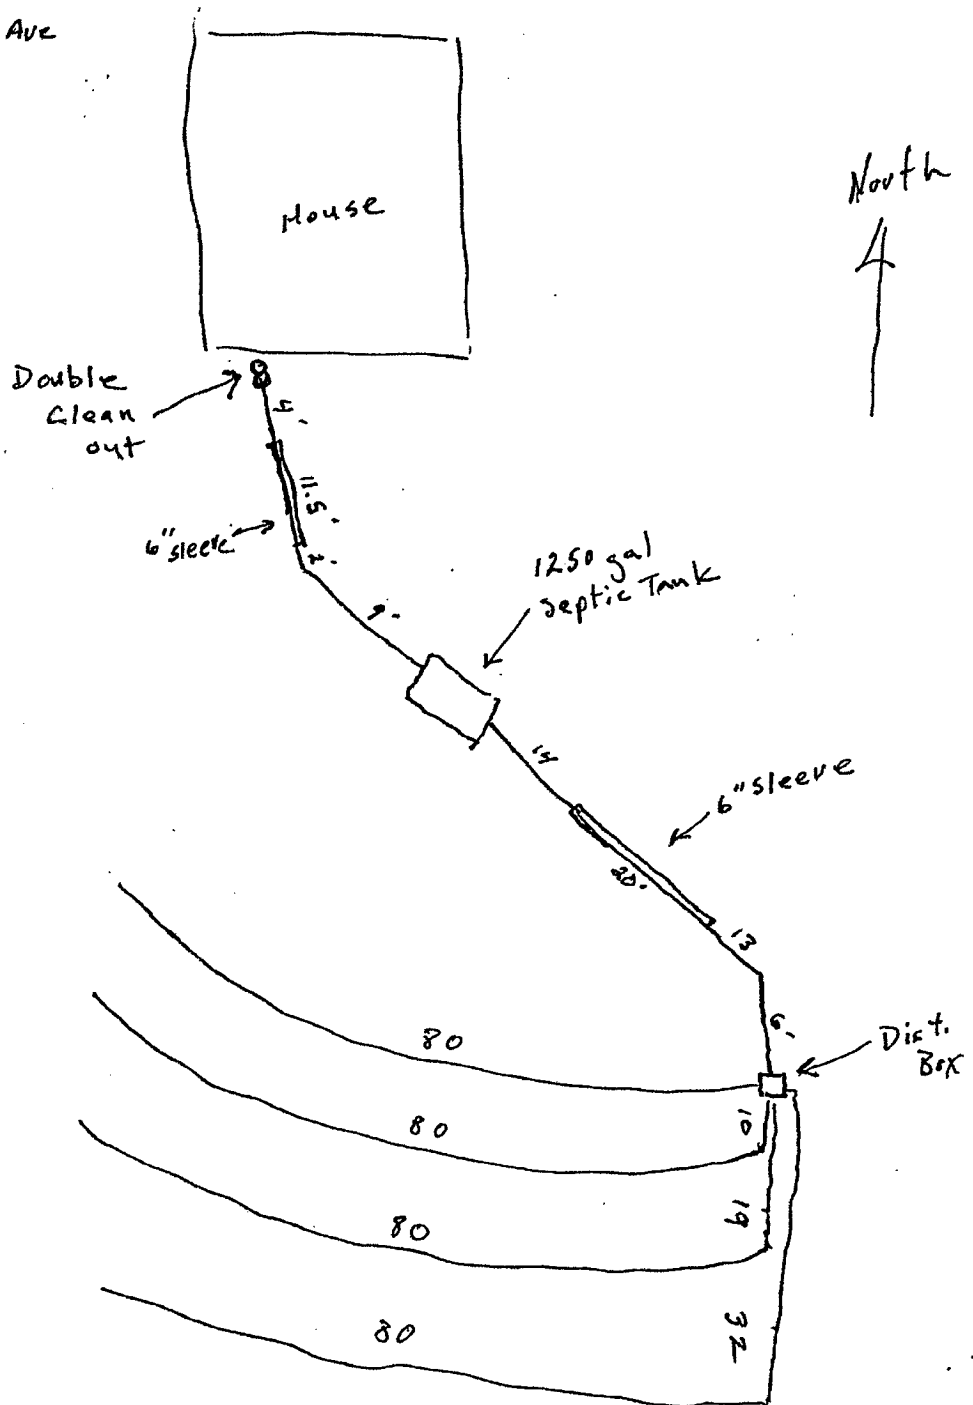 Ave
House
North
Double
Clean
out
4'
11.5'
6" sleeve
2'
9'
1250 gal
Septic Tank
6" sleeve
20'
13
6'
Dist.
Box
80
10
80
19
80
32
80